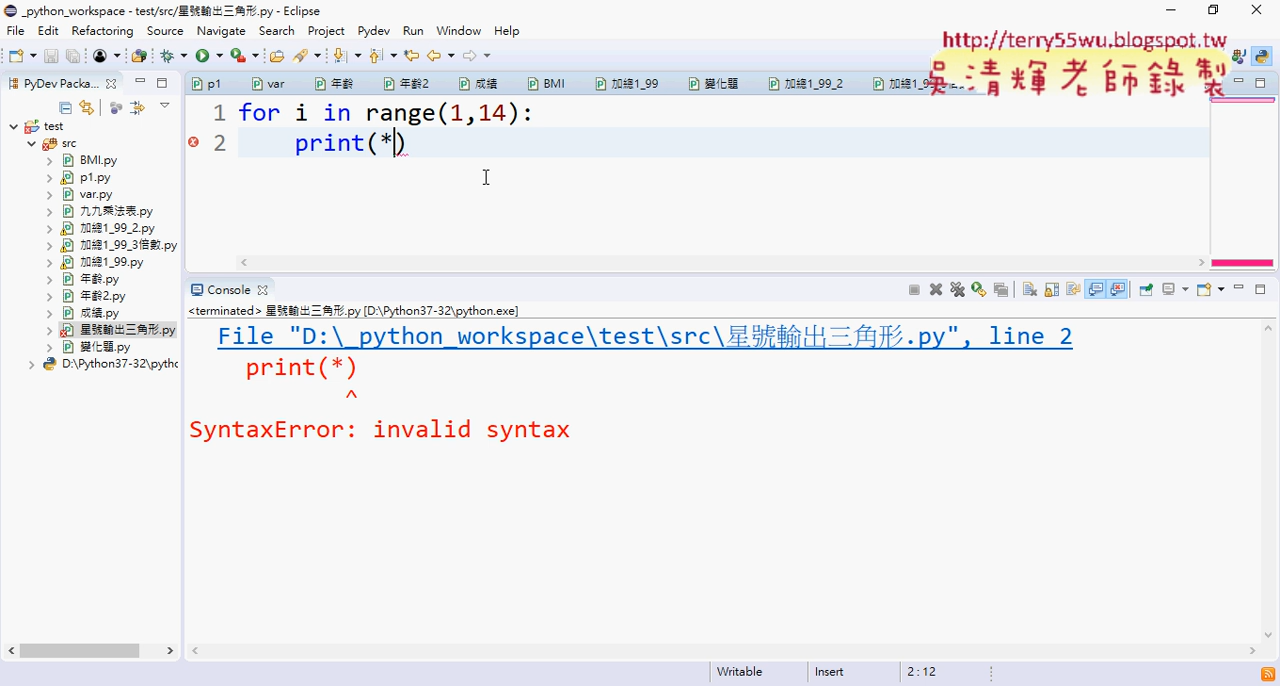 _python_workspace - test/src/星號輸出三角形.py - Eclipse
File Edit Refactoring Source Navigate Search Project Pydev Run Window Help
http://terry55wu.blogspot.tw
吳清輝老師錄製
PyDev Packa...
p1 var 年齡 年齡2 成績 BMI 加總1_99 變化題 加總1_99_2
test
src
BMI.py
p1.py
var.py
九九乘法表.py
加總1_99_2.py
加總1_99_3倍數.py
加總1_99.py
年齡.py
年齡2.py
成績.py
星號輸出三角形.py
變化題.py
D:\Python37-32\pythc
1 for i in range(1,14):
2 print(*)
Console
<terminated> 星號輸出三角形.py [D:\Python37-32\python.exe]
File "D:\_python_workspace\test\src\星號輸出三角形.py", line 2
print(*)
^
SyntaxError: invalid syntax
Writable Insert 2 : 12